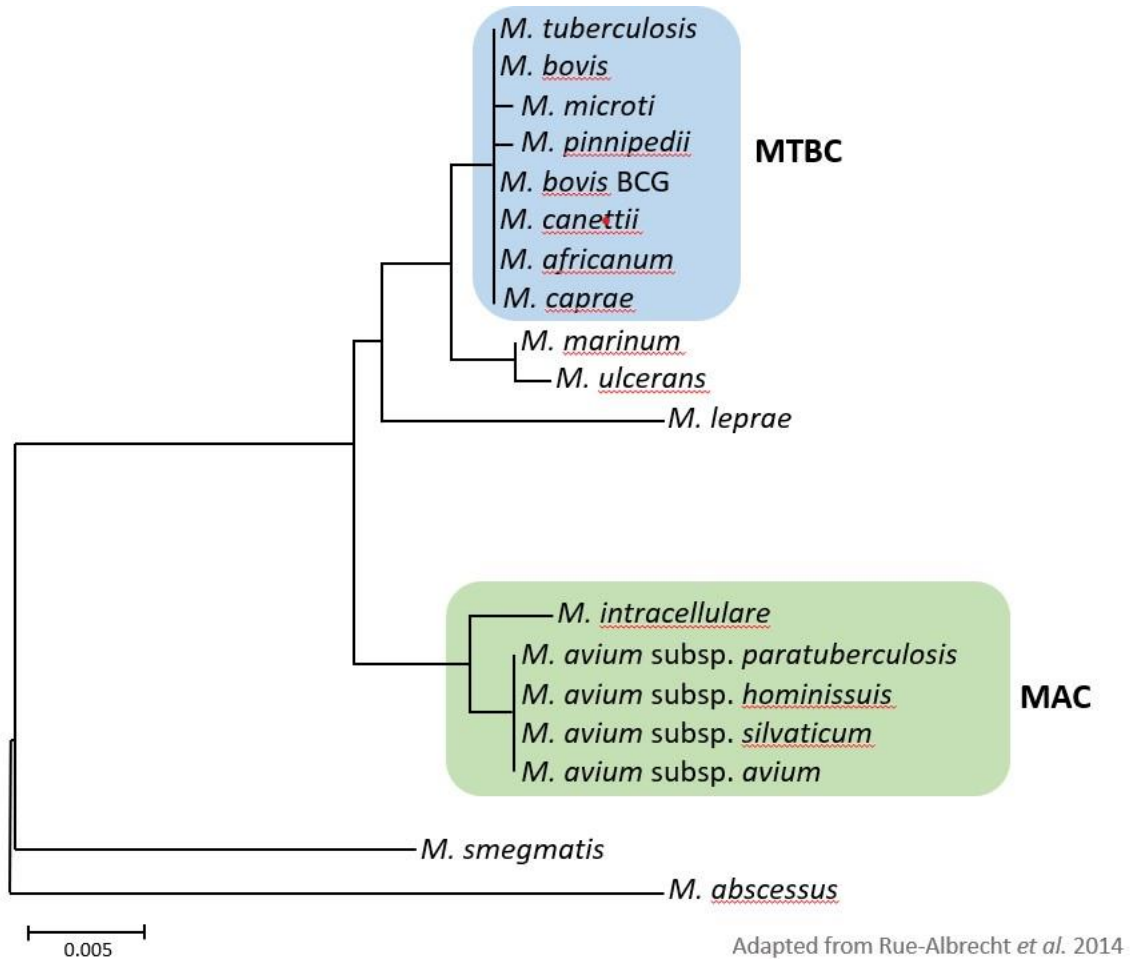 M. tuberculosis
M. bovis
M. microti
M. pinnipedii
MTBC
M. bovis BCG
M. canettii
M. africanum
M. caprae
M. marinum
M. ulcerans
M. leprae
M. intracellulare
M. avium subsp. paratuberculosis
M. avium subsp. hominissuis
MAC
M. avium subsp. silvaticum
M. avium subsp. avium
M. smegmatis
M. abscessus
0.005
Adapted from Rue-Albrecht et al. 2014